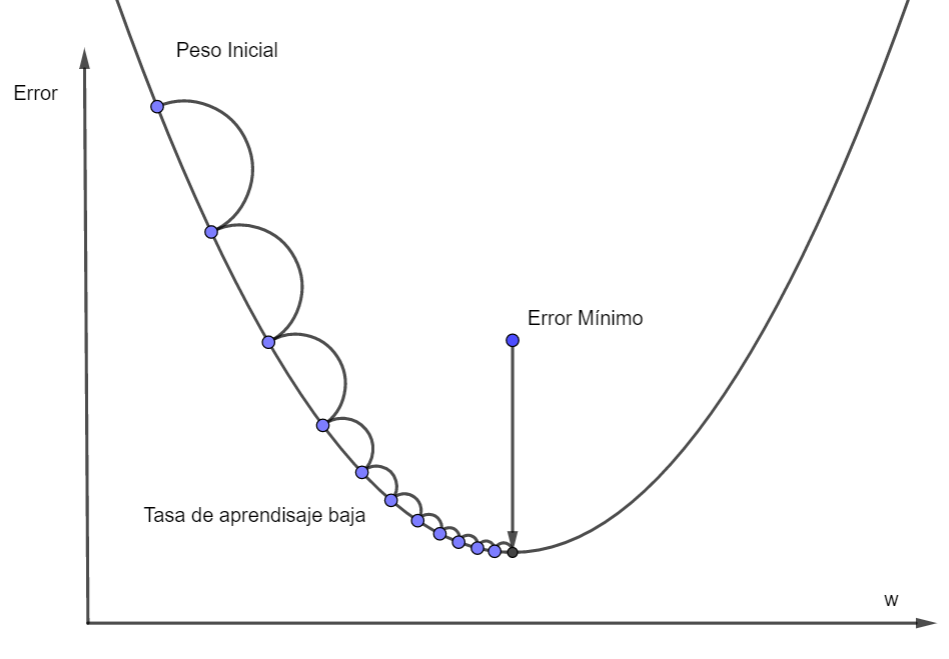 Peso Inicial
Error
Error Mínimo
Tasa de aprendisaje baja
w